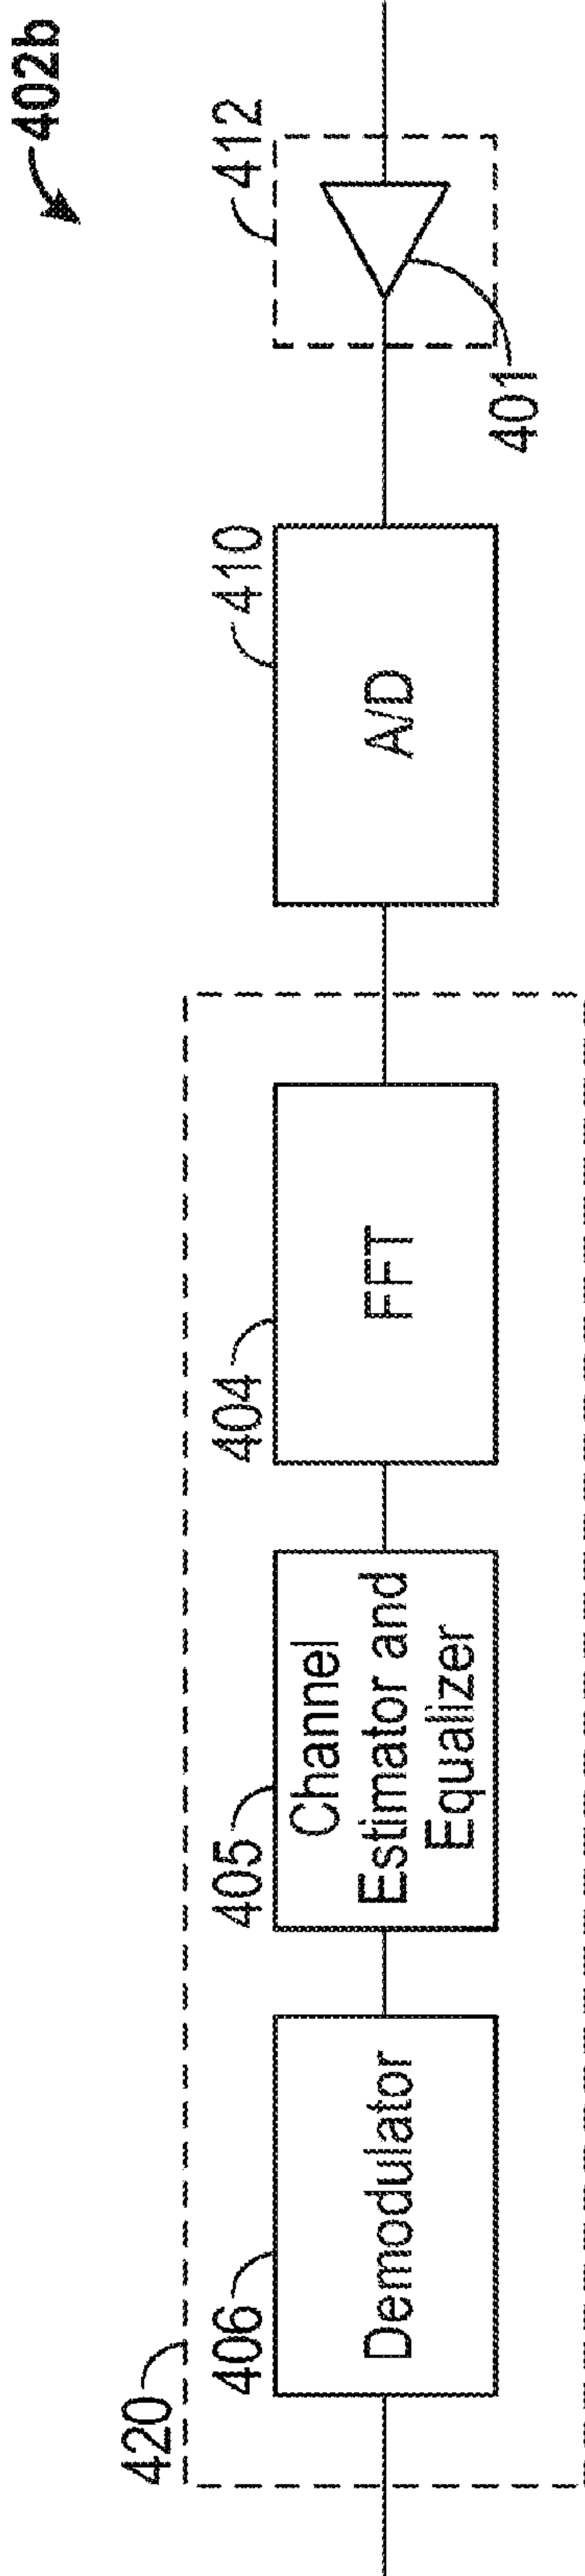 402b
420
406
405
404
410
412
Demodulator
Channel
Estimator and
Equalizer
FFT
A/D
401